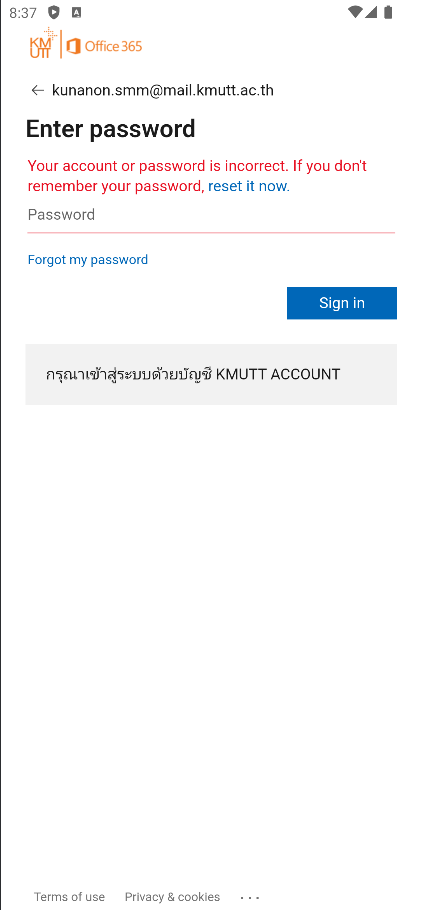 8:37
KM
UTT
Office 365
kunanon.smm@mail.kmutt.ac.th
Enter password
Your account or password is incorrect. If you don't
remember your password, reset it now.
Password
Forgot my password
Sign in
กรุณาเข้าสู่ระบบด้วยบัญชี KMUTT ACCOUNT
Terms of use Privacy & cookies ...